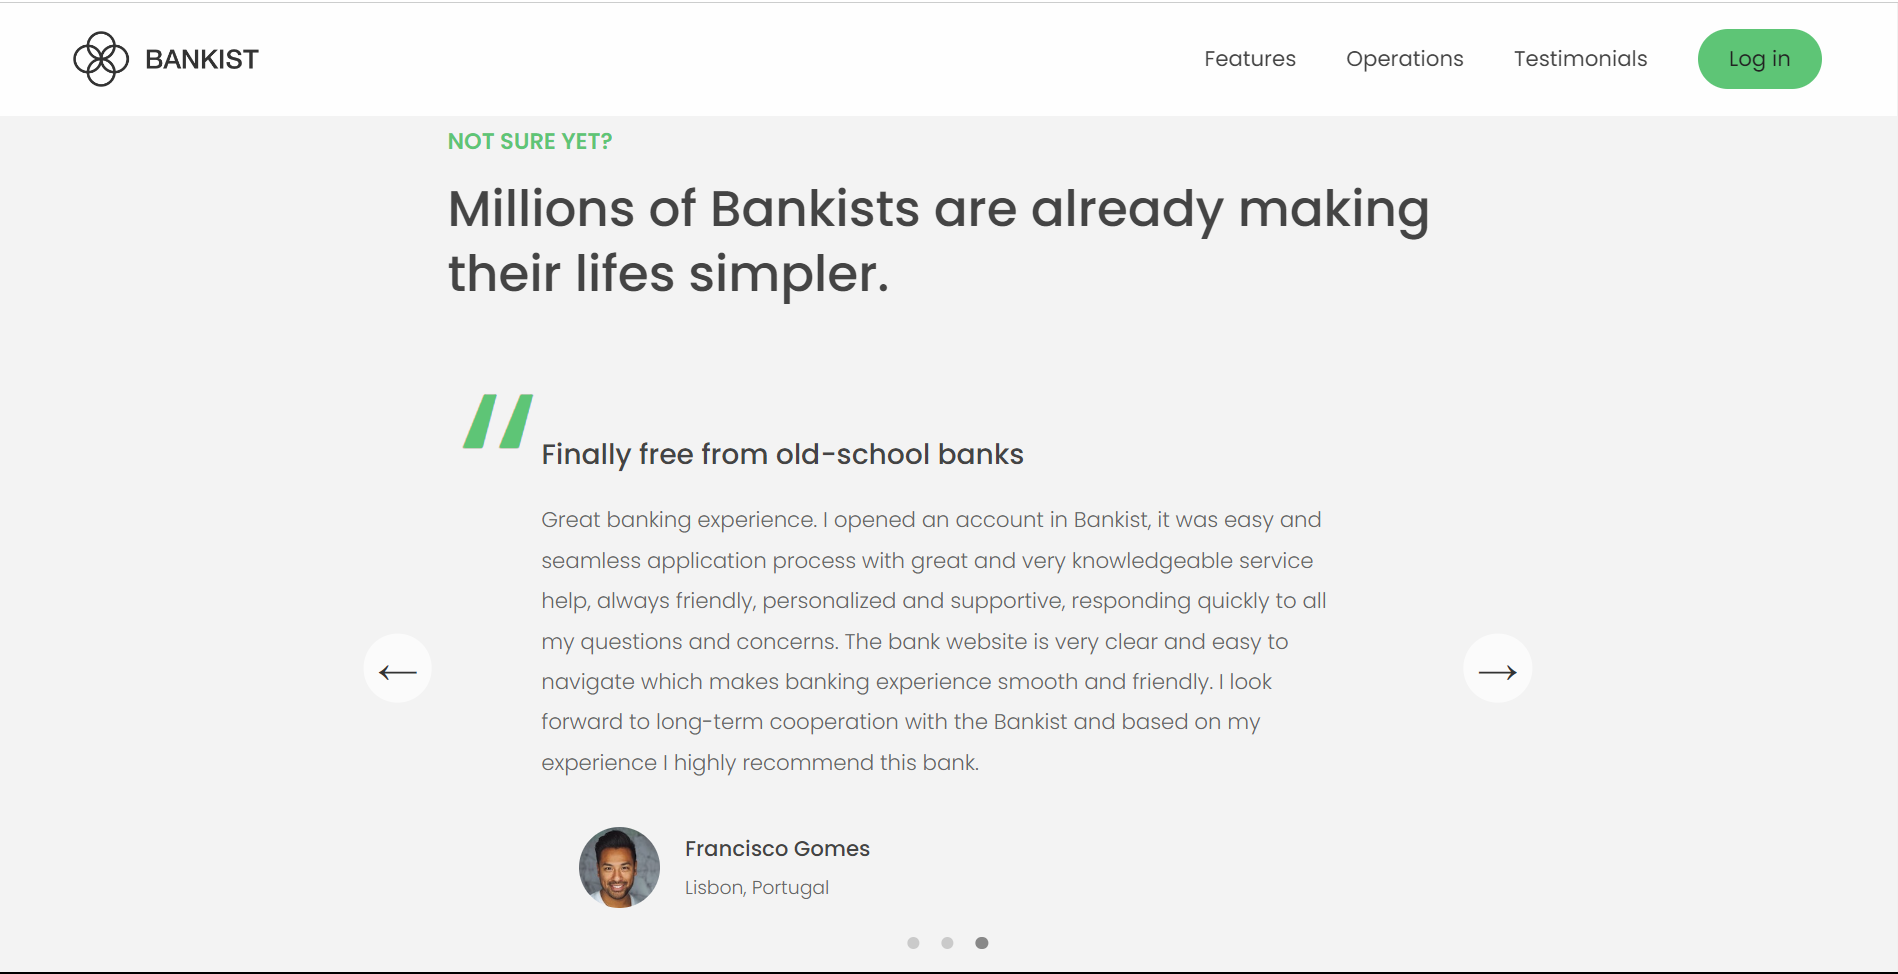 BANKIST
Features
Operations
Testimonials
Log in
NOT SURE YET?
Millions of Bankists are already making
their lifes simpler.
“
Finally free from old-school banks
Great banking experience. I opened an account in Bankist, it was easy and
seamless application process with great and very knowledgeable service
help, always friendly, personalized and supportive, responding quickly to all
my questions and concerns. The bank website is very clear and easy to
navigate which makes banking experience smooth and friendly. I look
forward to long-term cooperation with the Bankist and based on my
experience I highly recommend this bank.
←
→
Francisco Gomes
Lisbon, Portugal